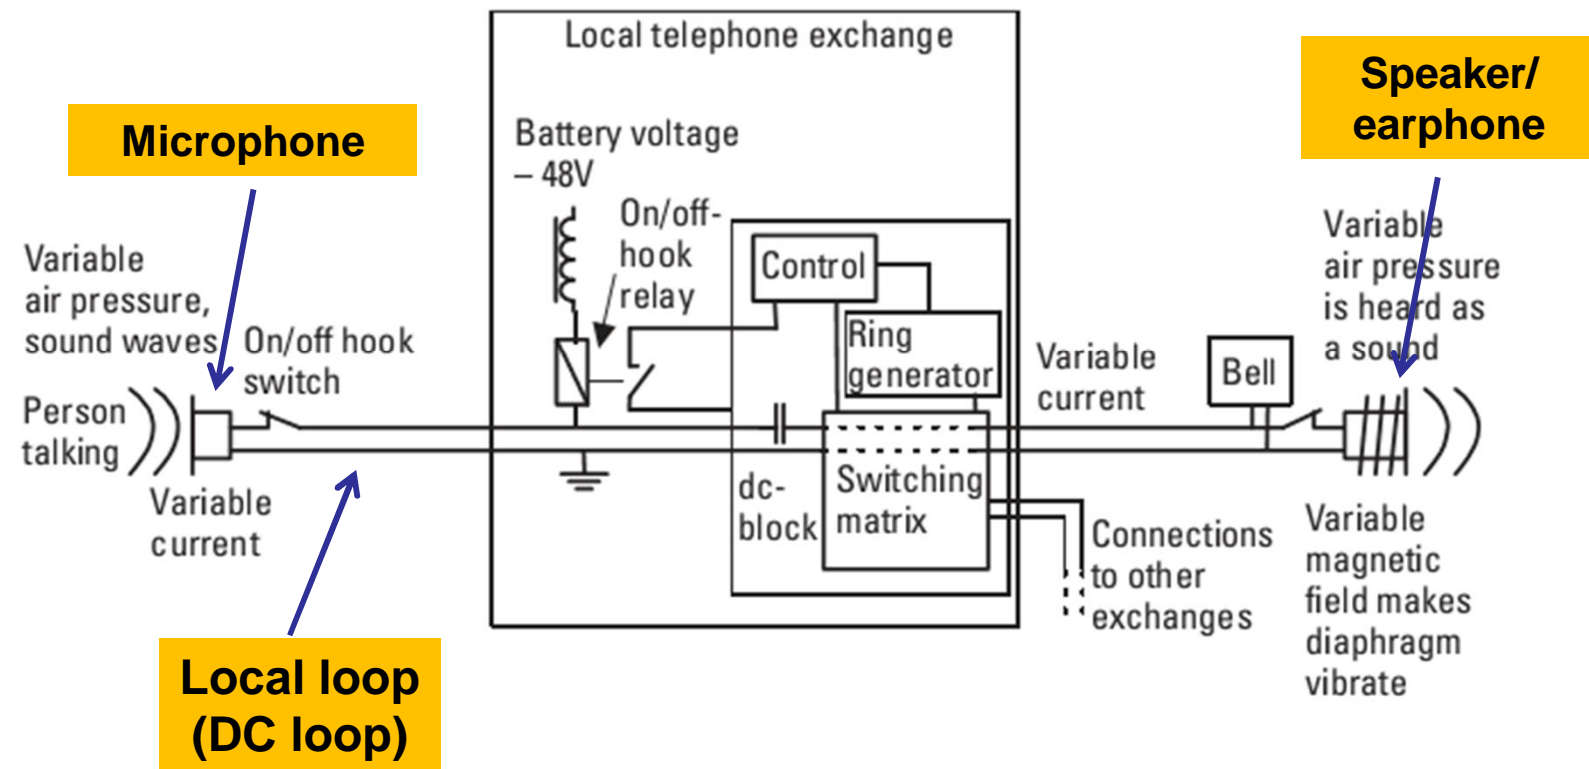 Local telephone exchange
Microphone
Speaker/
earphone
Battery voltage
– 48V
On/off-
hook
relay
Control
Ring
generator
Variable
air pressure,
sound waves
On/off hook
switch
Person
talking
Variable
current
dc-
block
Switching
matrix
Variable
current
Bell
Variable
air pressure
is heard as
a sound
Connections
to other
exchanges
Variable
magnetic
field makes
diaphragm
vibrate
Local loop
(DC loop)